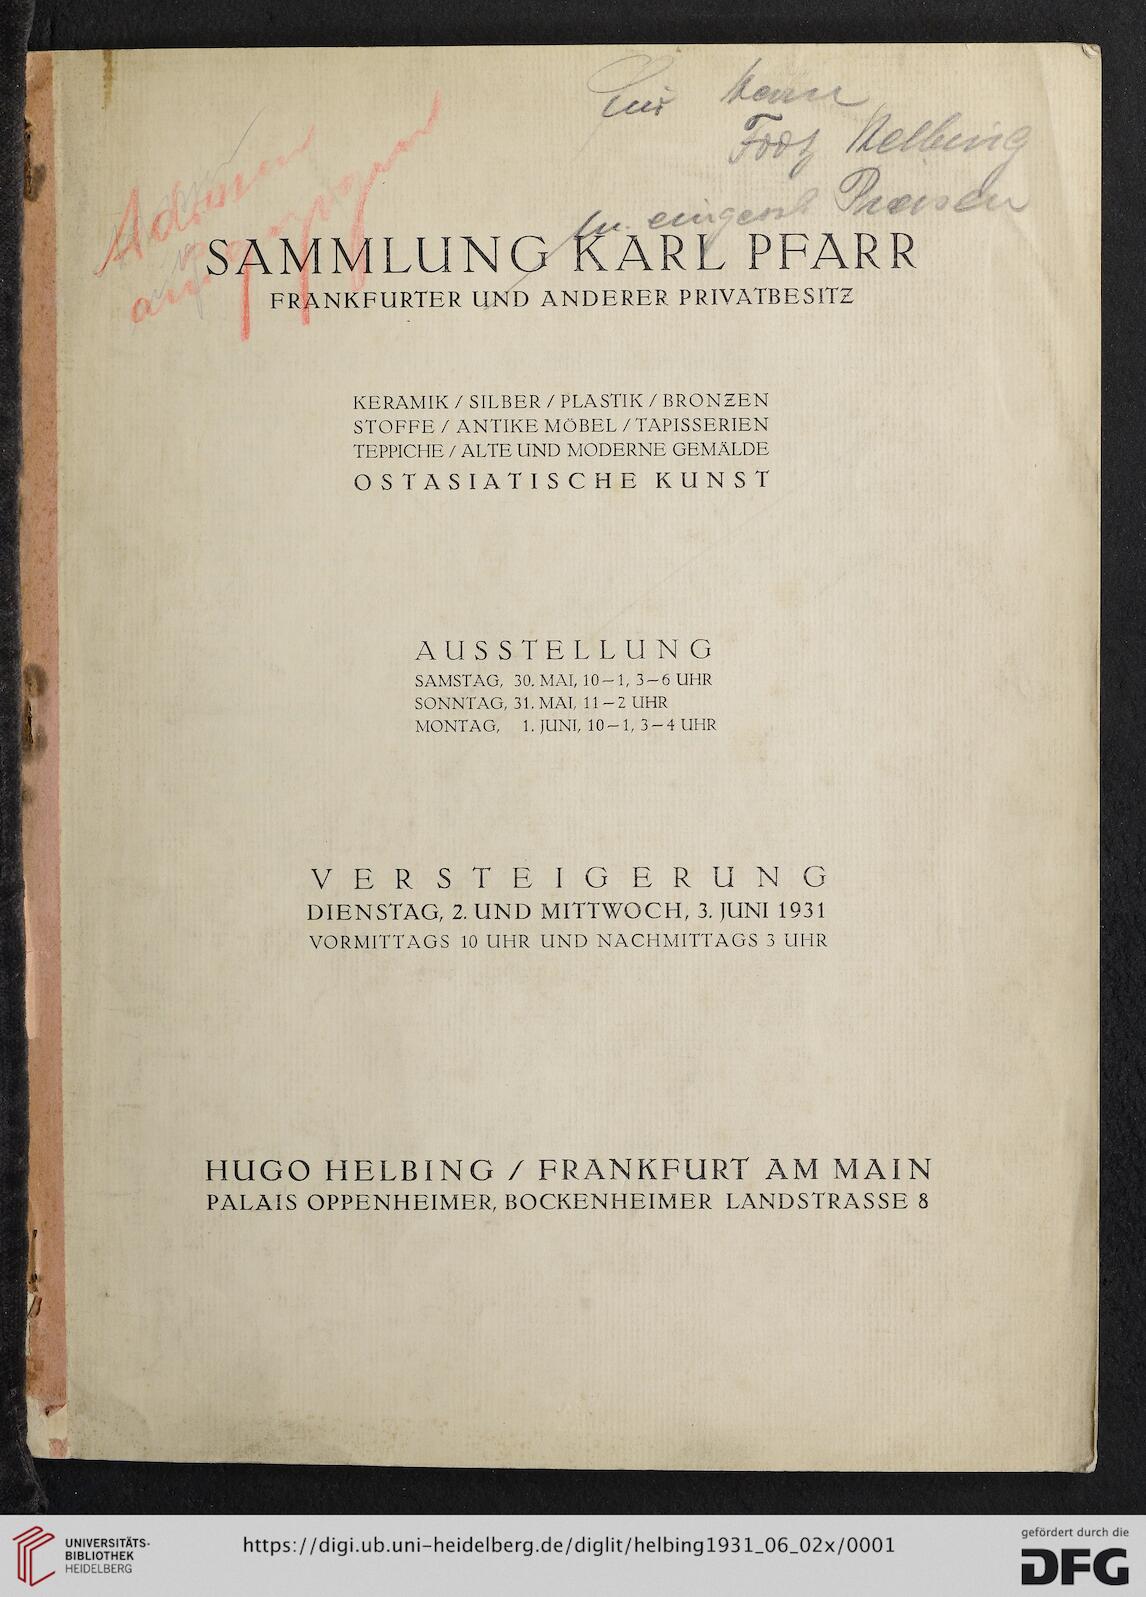 Herrn
Helbing
m. Preisen
Adressen
SAMMLUNG KARL PFARR
FRANKFURTER UND ANDERER PRIVATBESITZ
KERAMIK / SILBER / PLASTIK / BRONZEN
STOFFE / ANTIKE MÖBEL / TAPISSERIEN
TEPPICHE / ALTE UND MODERNE GEMÄLDE
OSTASIATISCHE KUNST
AUSSTELLUNG
SAMSTAG, 30. MAI, 10–1, 3–6 UHR
SONNTAG, 31. MAI, 11–2 UHR
MONTAG, 1. JUNI, 10–1, 3–4 UHR
VERSTEIGERUNG
DIENSTAG, 2. UND MITTWOCH, 3. JUNI 1931
VORMITTAGS 10 UHR UND NACHMITTAGS 3 UHR
HUGO HELBING / FRANKFURT AM MAIN
PALAIS OPPENHEIMER, BOCKENHEIMER LANDSTRASSE 8
UNIVERSITÄTS-
BIBLIOTHEK
HEIDELBERG
https://digi.ub.uni-heidelberg.de/diglit/helbing1931_06_02x/0001
gefördert durch die
DFG